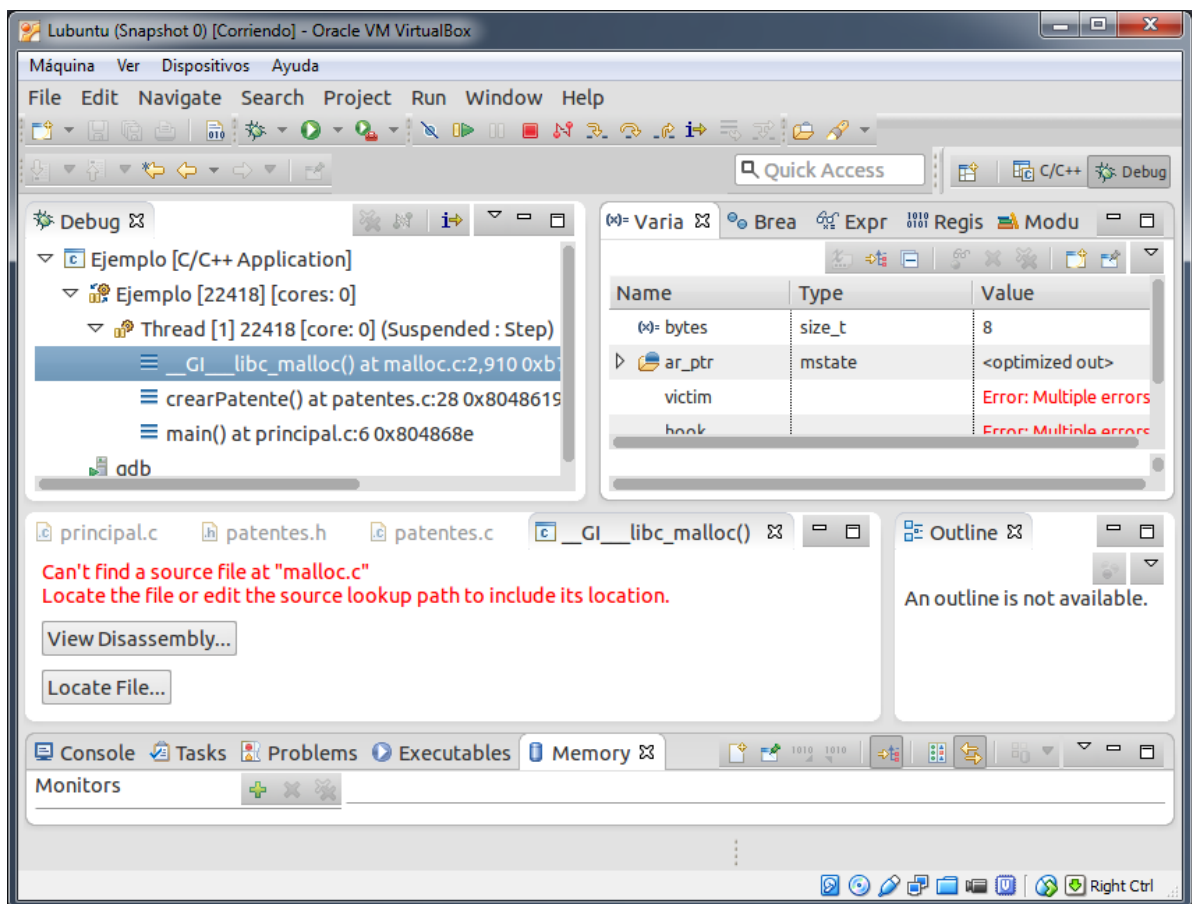 Lubuntu (Snapshot 0) [Corriendo] - Oracle VM VirtualBox
Máquina Ver Dispositivos Ayuda
File Edit Navigate Search Project Run Window Help
Quick Access
C/C++ Debug
Debug
Ejemplo [C/C++ Application]
Ejemplo [22418] [cores: 0]
Thread [1] 22418 [core: 0] (Suspended : Step)
__GI___libc_malloc() at malloc.c:2,910 0xb7
crearPatente() at patentes.c:28 0x8048619
main() at principal.c:6 0x804868e
gdb
(x)= Varia Brea Expr Regis Modu
Name Type Value
(x)= bytes size_t 8
ar_ptr mstate <optimized out>
victim Error: Multiple errors
hook Error: Multiple errors
principal.c patentes.h patentes.c __GI___libc_malloc()
Can't find a source file at "malloc.c"
Locate the file or edit the source lookup path to include its location.
View Disassembly...
Locate File...
Outline
An outline is not available.
Console Tasks Problems Executables Memory
Monitors
Right Ctrl